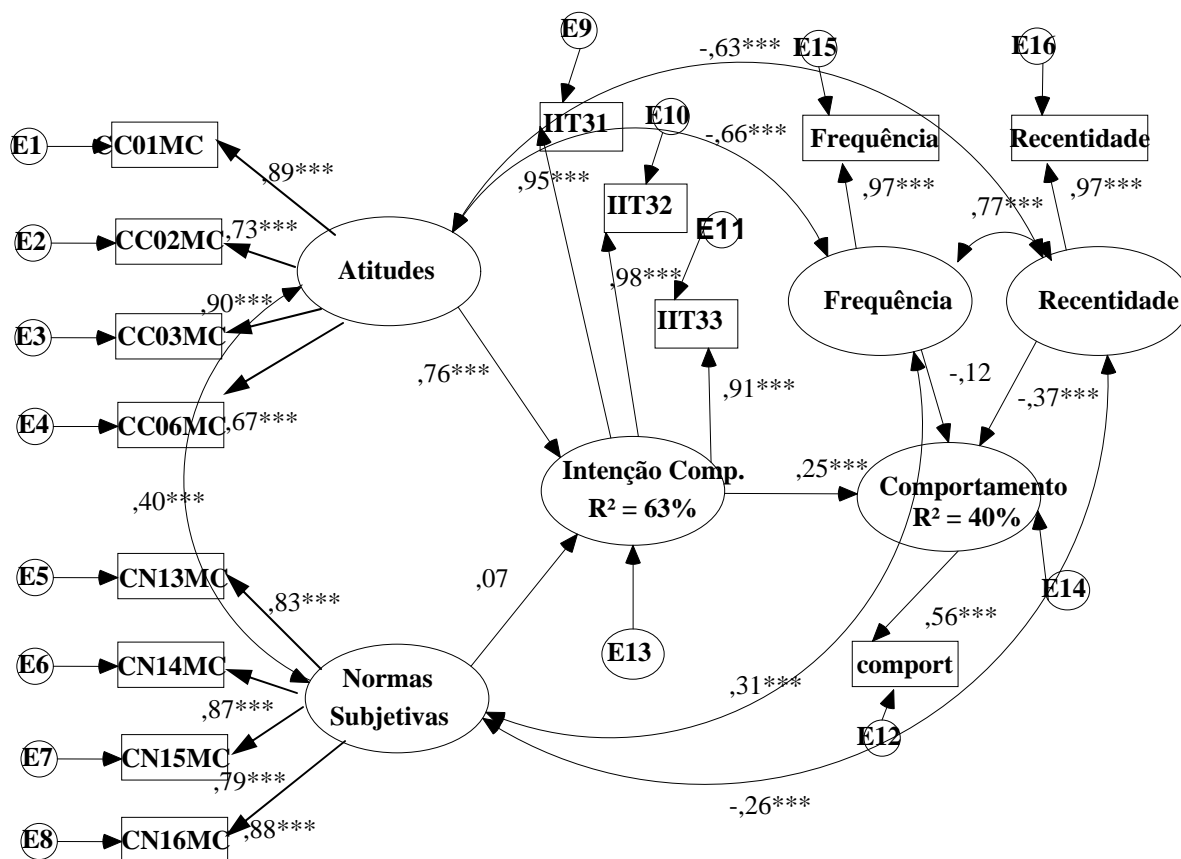 E9
E15
E16
-,63***
E1
CC01MC
IIT31
E10
-,66***
Frequência
Recentidade
,89***
,95***
,97***
,97***
E2
CC02MC
,73***
IIT32
E11
,77***
Atitudes
,98***
Frequência
Recentidade
,90***
E3
CC03MC
IIT33
,76***
,91***
-,12
-,37***
E4
CC06MC
,67***
Intenção Comp.
R² = 63%
,25***
Comportamento
R² = 40%
,40***
E5
CN13MC
,83***
,07
E14
,56***
E6
CN14MC
E13
comport
Normas
Subjetivas
,31***
,87***
E7
CN15MC
E12
,79***
-,26***
E8
CN16MC
,88***